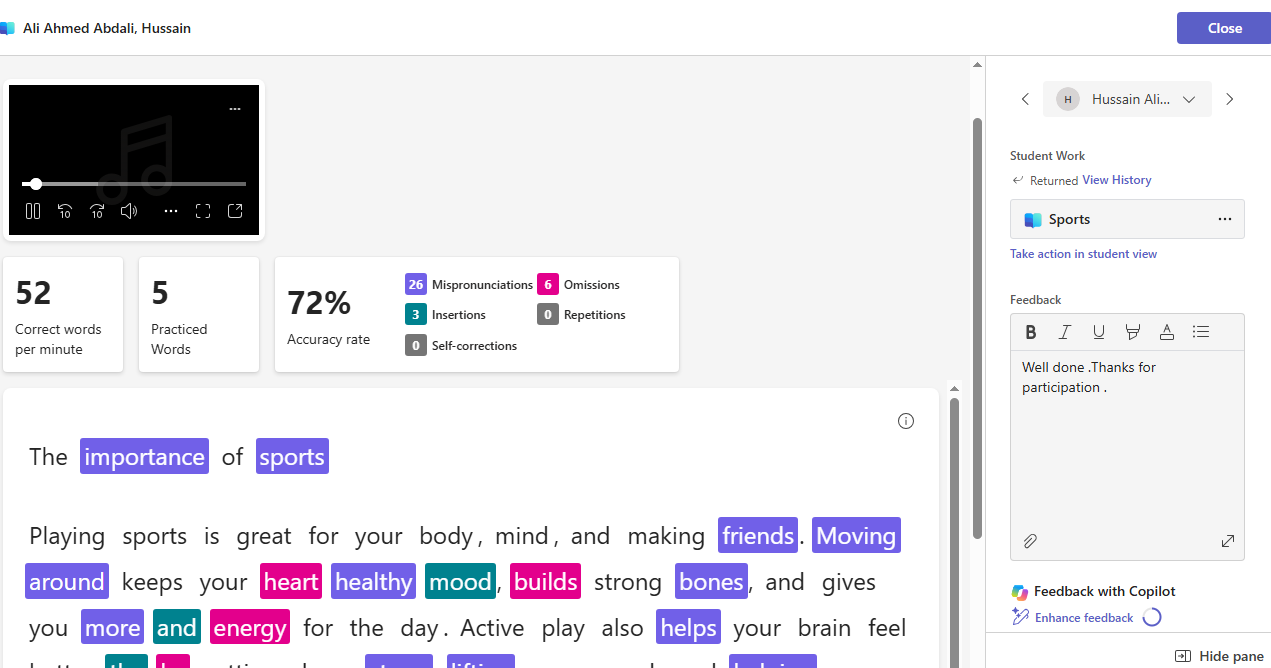 Ali Ahmed Abdali, Hussain
Close
H Hussain Ali...
Student Work
Returned View History
Sports
Take action in student view
10 10
52
Correct words
per minute
5
Practiced
Words
72%
Accuracy rate
26 Mispronunciations 6 Omissions
3 Insertions 0 Repetitions
0 Self-corrections
Feedback
B I U A
Well done .Thanks for
participation .
Feedback with Copilot
Enhance feedback
Hide pane
The importance of sports
Playing sports is great for your body, mind, and making friends. Moving
around keeps your heart healthy mood, builds strong bones, and gives
you more and energy for the day. Active play also helps your brain feel